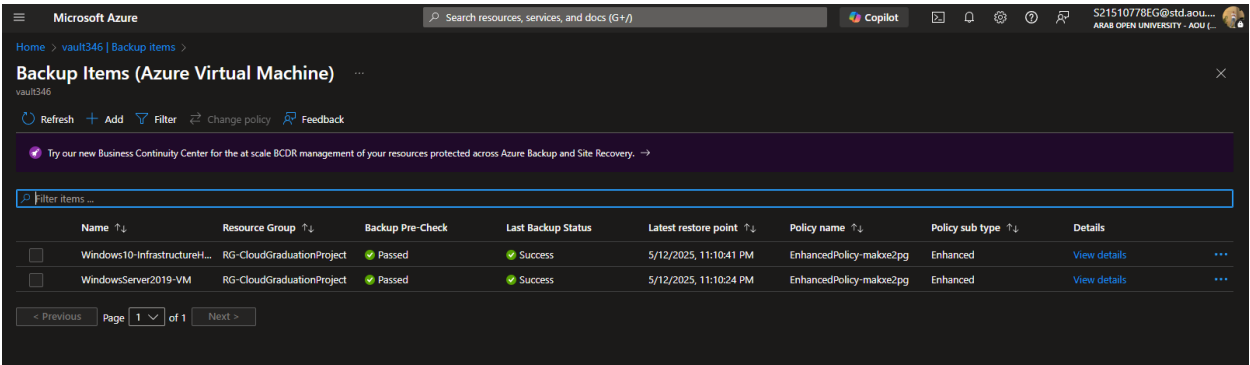 Microsoft Azure
Search resources, services, and docs (G+/)
Copilot
S21510778EG@std.aou....
ARAB OPEN UNIVERSITY - AOU (...
Home > vault346 | Backup items >
Backup Items (Azure Virtual Machine) ...
vault346
Refresh + Add Filter Change policy Feedback
Try our new Business Continuity Center for the at scale BCDR management of your resources protected across Azure Backup and Site Recovery. →
Filter items ...
Name ↑↓ Resource Group ↑↓ Backup Pre-Check Last Backup Status Latest restore point ↑↓ Policy name ↑↓ Policy sub type ↑↓ Details
Windows10-InfrastructureH... RG-CloudGraduationProject Passed Success 5/12/2025, 11:10:41 PM EnhancedPolicy-makxe2pg Enhanced View details ...
WindowsServer2019-VM RG-CloudGraduationProject Passed Success 5/12/2025, 11:10:24 PM EnhancedPolicy-makxe2pg Enhanced View details ...
< Previous Page 1 of 1 Next >